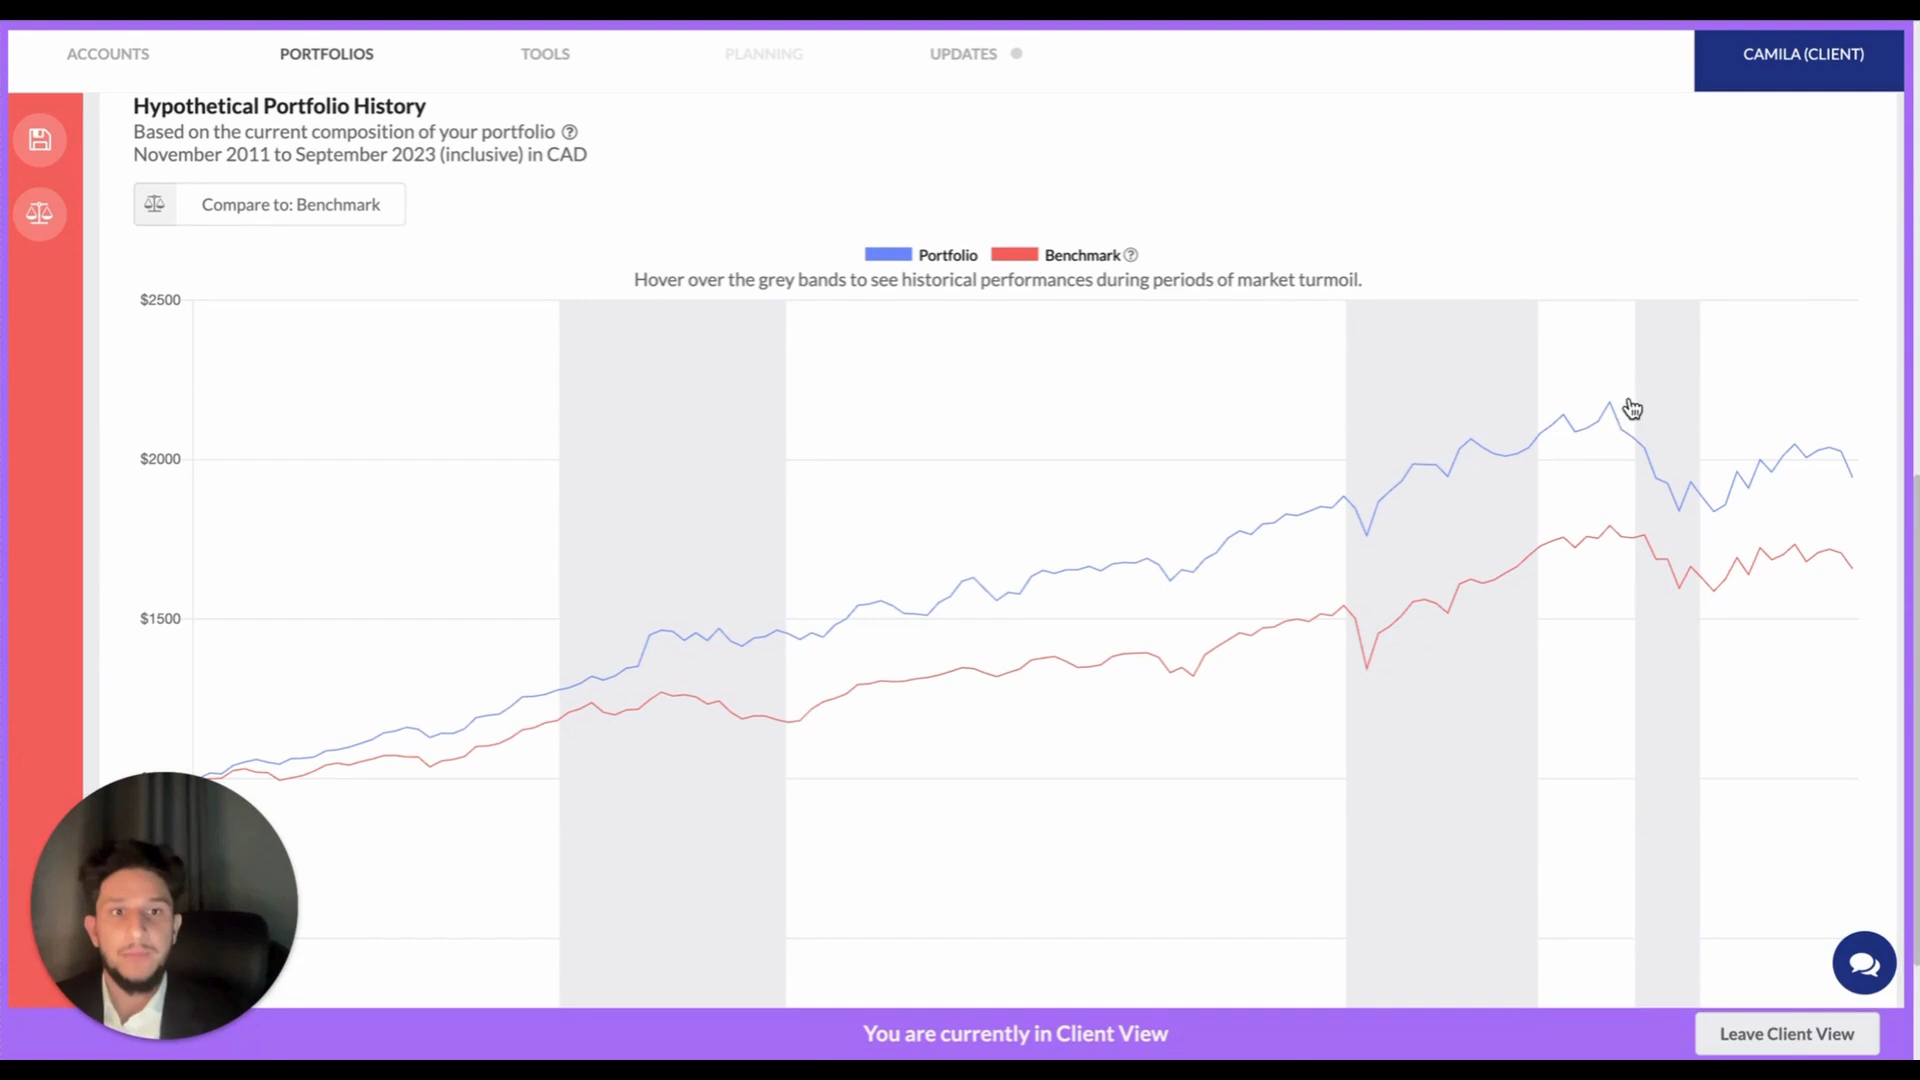 ACCOUNTS
PORTFOLIOS
TOOLS
PLANNING
UPDATES
CAMILA (CLIENT)
Hypothetical Portfolio History
Based on the current composition of your portfolio ?
November 2011 to September 2023 (inclusive) in CAD
Compare to: Benchmark
Portfolio
Benchmark ?
Hover over the grey bands to see historical performances during periods of market turmoil.
$2500
$2000
$1500
You are currently in Client View
Leave Client View